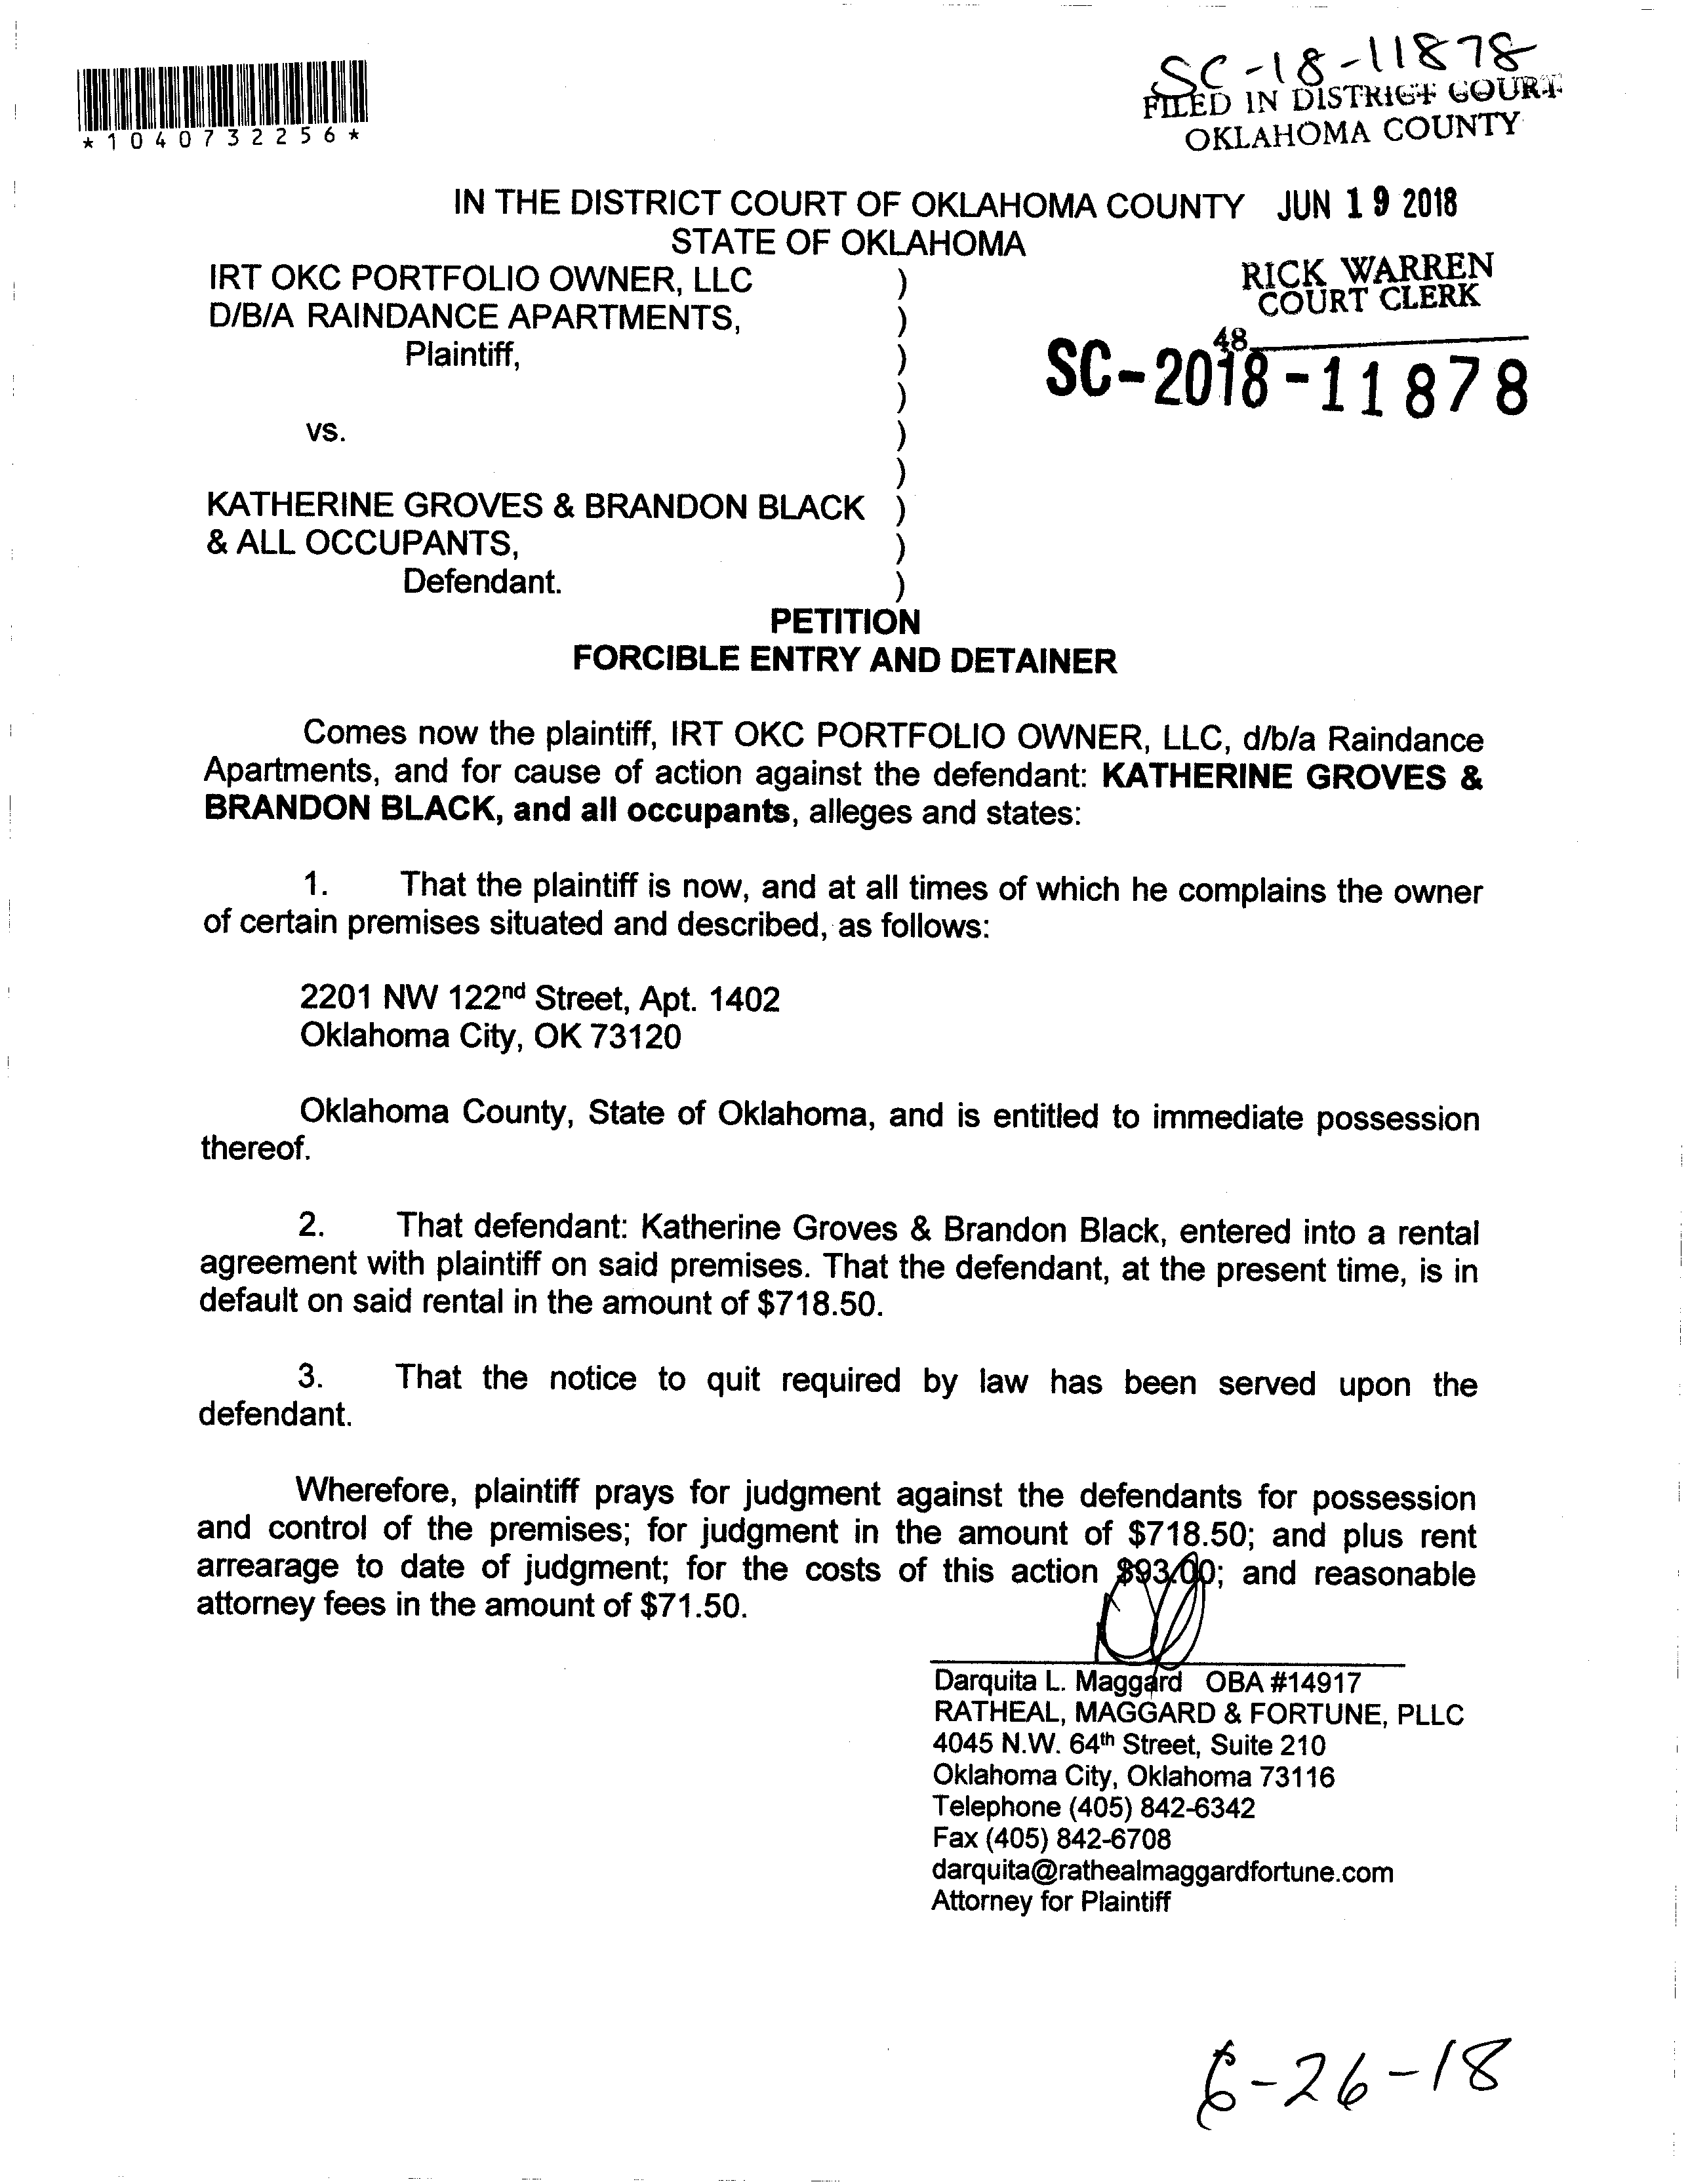 SC-18-11878
FILED IN DISTRICT COURT
OKLAHOMA COUNTY
*1040732256*
IN THE DISTRICT COURT OF OKLAHOMA COUNTY JUN 19 2018
STATE OF OKLAHOMA
RICK WARREN
COURT CLERK
48
SC-2018-11878
IRT OKC PORTFOLIO OWNER, LLC )
D/B/A RAINDANCE APARTMENTS, )
Plaintiff, )
)
vs. )
)
KATHERINE GROVES & BRANDON BLACK )
& ALL OCCUPANTS, )
Defendant. )
PETITION
FORCIBLE ENTRY AND DETAINER
Comes now the plaintiff, IRT OKC PORTFOLIO OWNER, LLC, d/b/a Raindance
Apartments, and for cause of action against the defendant: KATHERINE GROVES &
BRANDON BLACK, and all occupants, alleges and states:
1. That the plaintiff is now, and at all times of which he complains the owner
of certain premises situated and described, as follows:
2201 NW 122nd Street, Apt. 1402
Oklahoma City, OK 73120
Oklahoma County, State of Oklahoma, and is entitled to immediate possession
thereof.
2. That defendant: Katherine Groves & Brandon Black, entered into a rental
agreement with plaintiff on said premises. That the defendant, at the present time, is in
default on said rental in the amount of $718.50.
3. That the notice to quit required by law has been served upon the
defendant.
Wherefore, plaintiff prays for judgment against the defendants for possession
and control of the premises; for judgment in the amount of $718.50; and plus rent
arrearage to date of judgment; for the costs of this action $93.00; and reasonable
attorney fees in the amount of $71.50.
Darquita L. Maggard OBA #14917
RATHEAL, MAGGARD & FORTUNE, PLLC
4045 N.W. 64th Street, Suite 210
Oklahoma City, Oklahoma 73116
Telephone (405) 842-6342
Fax (405) 842-6708
darquita@rathealmaggardfortune.com
Attorney for Plaintiff
6-26-18